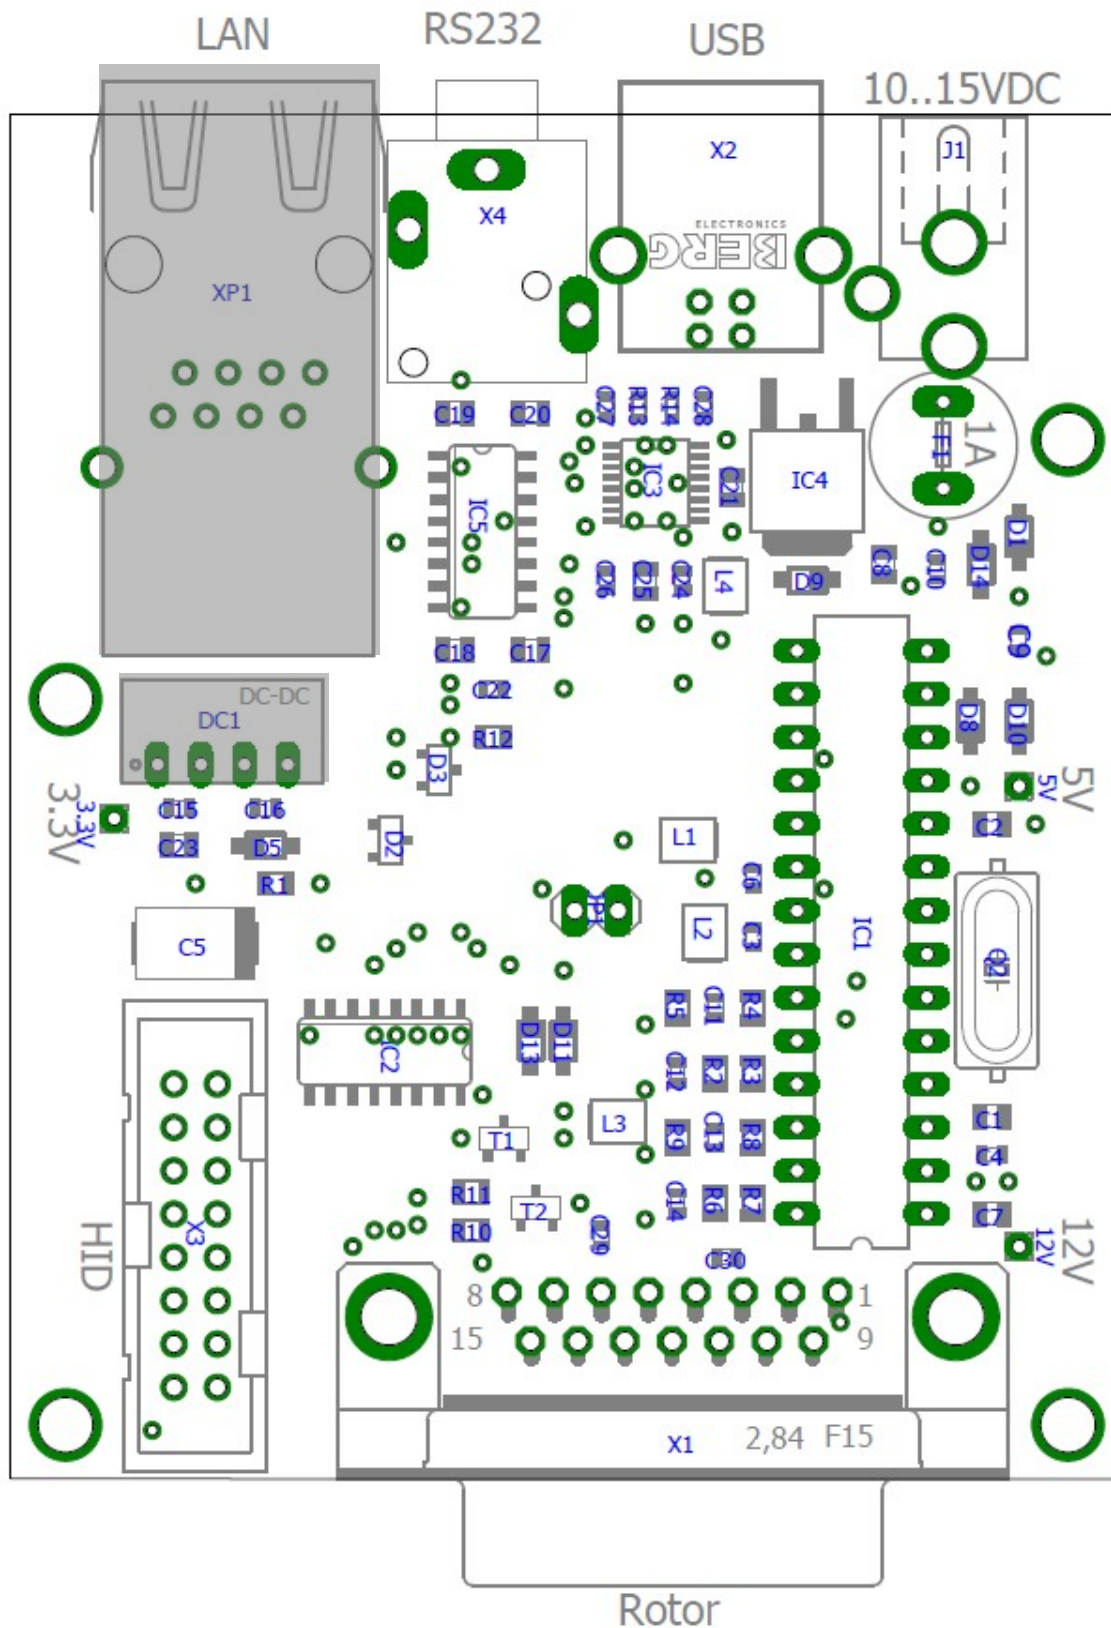 LAN
RS232
USB
10..15VDC
X2
J1
X4
ELECTRONICS
BERG
XP1
C19
C20
C27
R13
R14
C28
F1
1A
IC5
IC3
C21
IC4
D1
C26
C25
C24
L4
D9
C8
C10
D14
C18
C17
C9
C22
DC-DC
DC1
R12
D3
D8
D10
3.3V
3.3V
C15
C16
5V
5V
C23
D5
D2
L1
C2
R1
C6
JP1
C5
L2
C3
IC1
Q2
R5
C11
R4
IC2
D13
D11
C12
R2
R3
T1
L3
R9
C13
R8
C1
C4
R11
T2
C14
R6
R7
C7
HID
X3
R10
C29
C30
12V
12V
8
1
15
9
X1
2,84
F15
Rotor